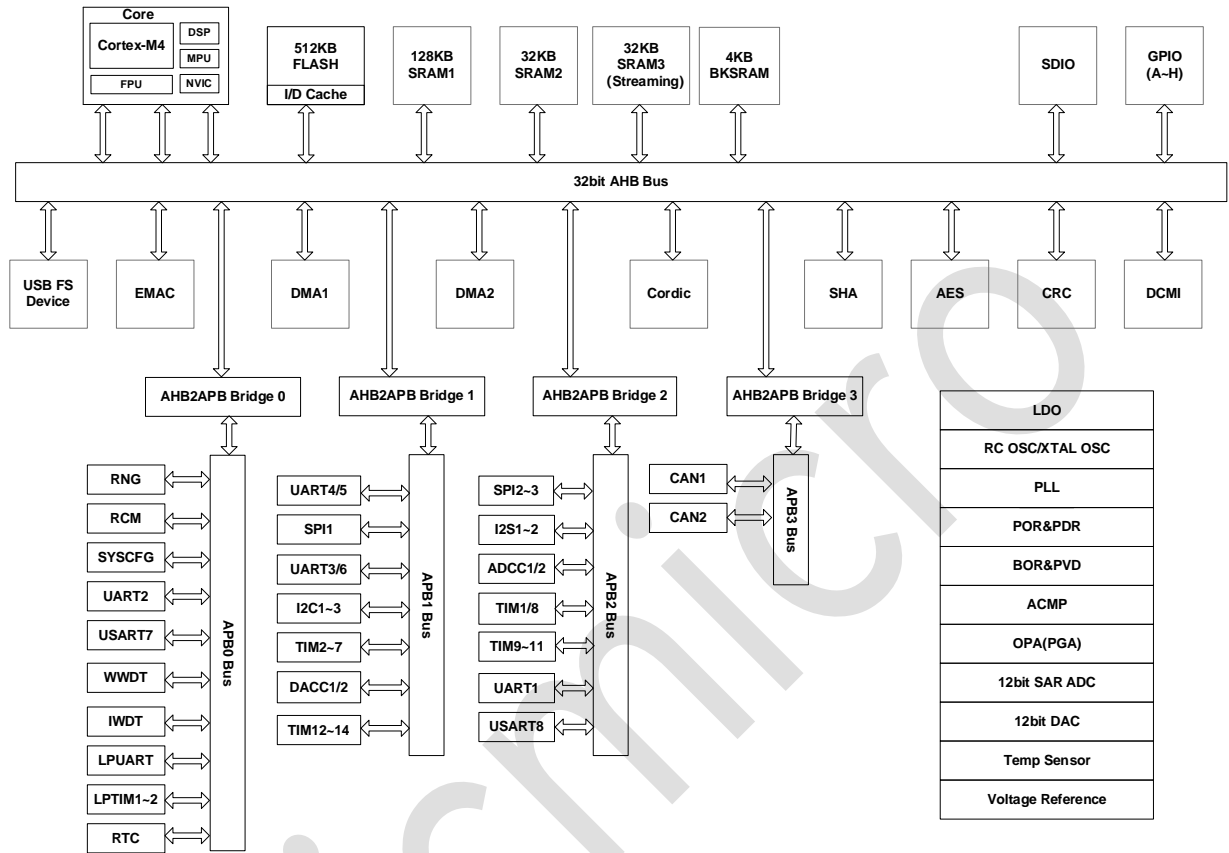 Core
Cortex-M4
DSP
MPU
FPU
NVIC
512KB
FLASH
I/D Cache
128KB
SRAM1
32KB
SRAM2
32KB
SRAM3
(Streaming)
4KB
BKSRAM
SDIO
GPIO
(A~H)
32bit AHB Bus
USB FS
Device
EMAC
DMA1
DMA2
Cordic
SHA
AES
CRC
DCMI
AHB2APB Bridge 0
AHB2APB Bridge 1
AHB2APB Bridge 2
AHB2APB Bridge 3
RNG
RCM
SYSCFG
UART2
USART7
WWDT
IWDT
LPUART
LPTIM1~2
RTC
APB0 Bus
UART4/5
SPI1
UART3/6
I2C1~3
TIM2~7
DACC1/2
TIM12~14
APB1 Bus
SPI2~3
I2S1~2
ADCC1/2
TIM1/8
TIM9~11
UART1
USART8
APB2 Bus
CAN1
CAN2
APB3 Bus
LDO
RC OSC/XTAL OSC
PLL
POR&PDR
BOR&PVD
ACMP
OPA(PGA)
12bit SAR ADC
12bit DAC
Temp Sensor
Voltage Reference
icmicro